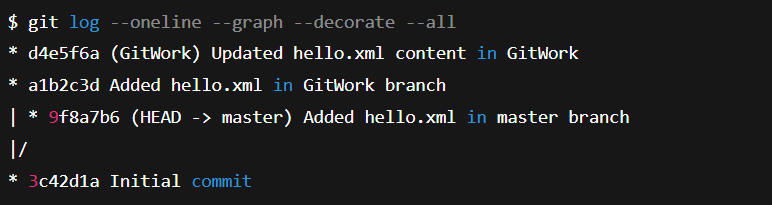 $ git log --oneline --graph --decorate --all
* d4e5f6a (GitWork) Updated hello.xml content in GitWork
* a1b2c3d Added hello.xml in GitWork branch
| * 9f8a7b6 (HEAD -> master) Added hello.xml in master branch
|/
* 3c42d1a Initial commit